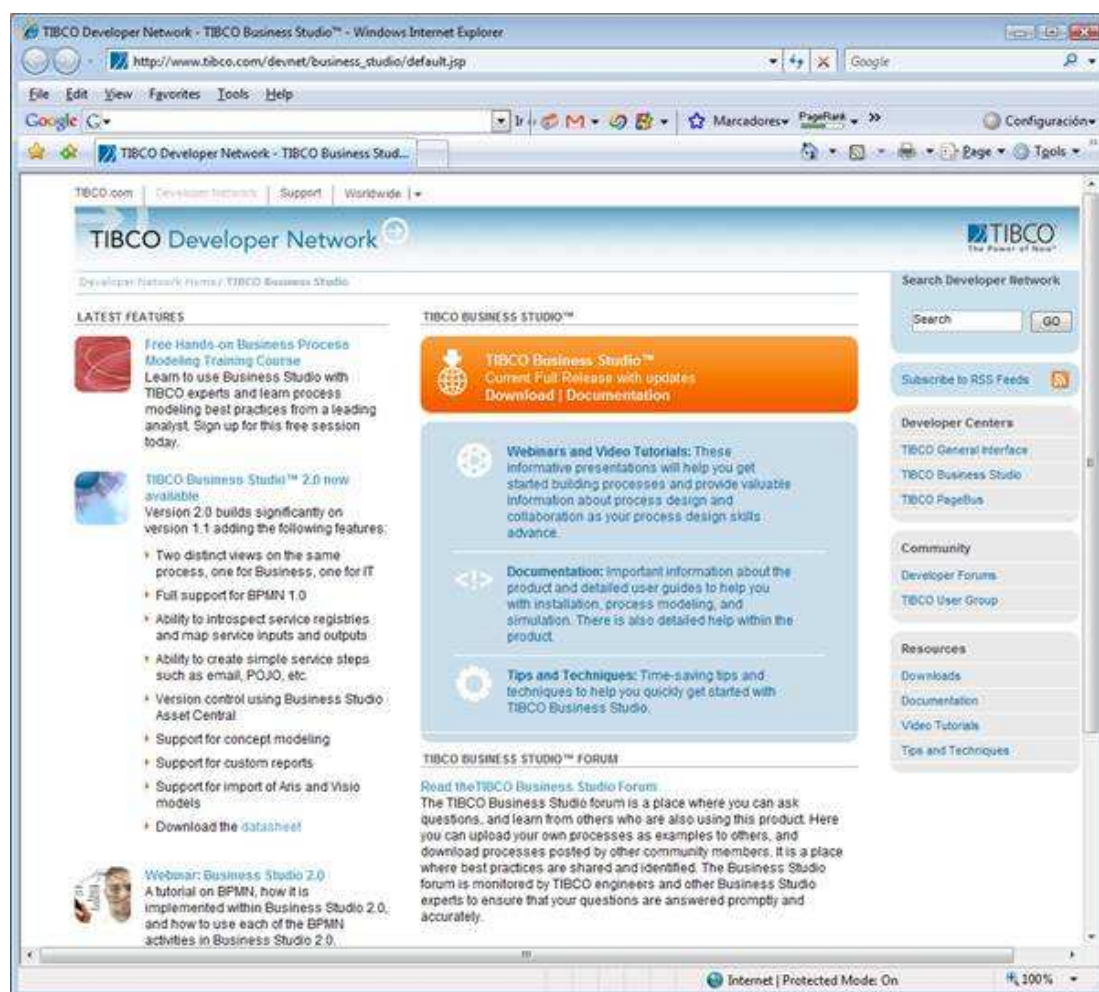 TIBCO Developer Network - TIBCO Business Studio™ - Windows Internet Explorer
http://www.tibco.com/devnet/business_studio/default.jsp
Google
File Edit View Favorites Tools Help
Google G
Ir
Marcadores
PageRank
Configuración
TIBCO Developer Network - TIBCO Business Stud...
Page
Tools
TIBCO.com | Developer Network | Support | Worldwide |
TIBCO Developer Network
TIBCO
The Power of Now®
Developer Network Home / TIBCO Business Studio
LATEST FEATURES
Free Hands-on Business Process
Modeling Training Course
Learn to use Business Studio with
TIBCO experts and learn process
modeling best practices from a leading
analyst. Sign up for this free session
today.
TIBCO Business Studio™ 2.0 now
available
Version 2.0 builds significantly on
version 1.1 adding the following features:
Two distinct views on the same
process, one for Business, one for IT
Full support for BPMN 1.0
Ability to introspect service registries
and map service inputs and outputs
Ability to create simple service steps
such as email, POJO, etc.
Version control using Business Studio
Asset Central
Support for concept modeling
Support for custom reports
Support for import of Aris and Visio
models
Download the datasheet
Webinar: Business Studio 2.0
A tutorial on BPMN, how it is
implemented within Business Studio 2.0,
and how to use each of the BPMN
activities in Business Studio 2.0.
TIBCO BUSINESS STUDIO™
TIBCO Business Studio™
Current Full Release with updates
Download | Documentation
Webinars and Video Tutorials: These
informative presentations will help you get
started building processes and provide valuable
information about process design and
collaboration as your process design skills
advance.
<!>
Documentation: Important information about the
product and detailed user guides to help you
with installation, process modeling, and
simulation. There is also detailed help within the
product.
Tips and Techniques: Time-saving tips and
techniques to help you quickly get started with
TIBCO Business Studio.
TIBCO BUSINESS STUDIO™ FORUM
Read the TIBCO Business Studio Forum
The TIBCO Business Studio forum is a place where you can ask
questions, and learn from others who are also using this product. Here
you can upload your own processes as examples to others, and
download processes posted by other community members. It is a place
where best practices are shared and identified. The Business Studio
forum is monitored by TIBCO engineers and other Business Studio
experts to ensure that your questions are answered promptly and
accurately.
Search Developer Network
Search
GO
Subscribe to RSS Feeds
Developer Centers
TIBCO General Interface
TIBCO Business Studio
TIBCO PageBus
Community
Developer Forums
TIBCO User Group
Resources
Downloads
Documentation
Video Tutorials
Tips and Techniques
Internet | Protected Mode: On
100%